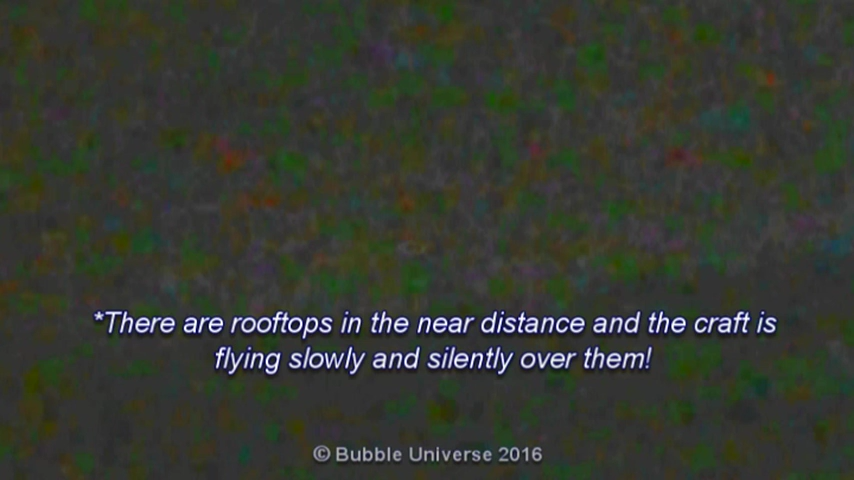 *There are rooftops in the near distance and the craft is
flying slowly and silently over them!
© Bubble Universe 2016